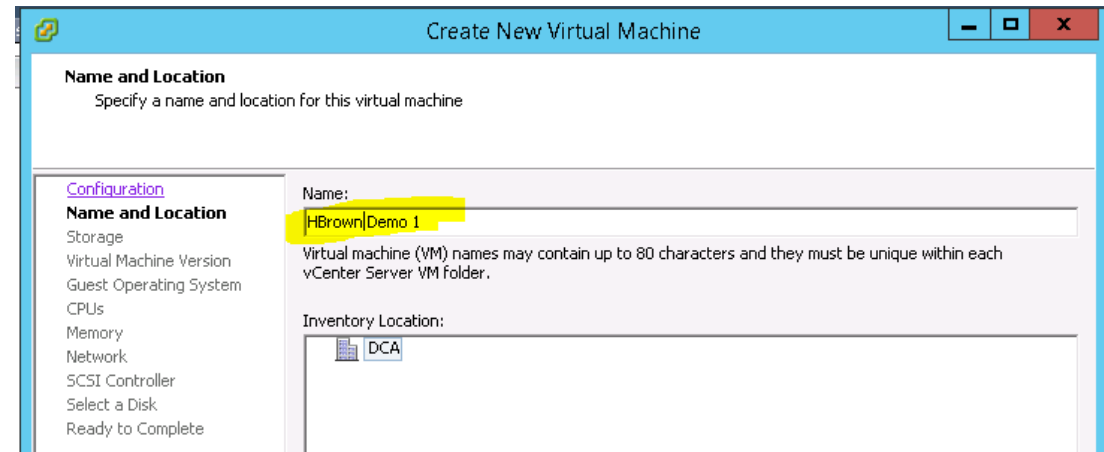 Create New Virtual Machine
Name and Location
Specify a name and location for this virtual machine
Configuration
Name and Location
Storage
Virtual Machine Version
Guest Operating System
CPUs
Memory
Network
SCSI Controller
Select a Disk
Ready to Complete
Name:
HBrown Demo 1
Virtual machine (VM) names may contain up to 80 characters and they must be unique within each
vCenter Server VM folder.
Inventory Location:
DCA